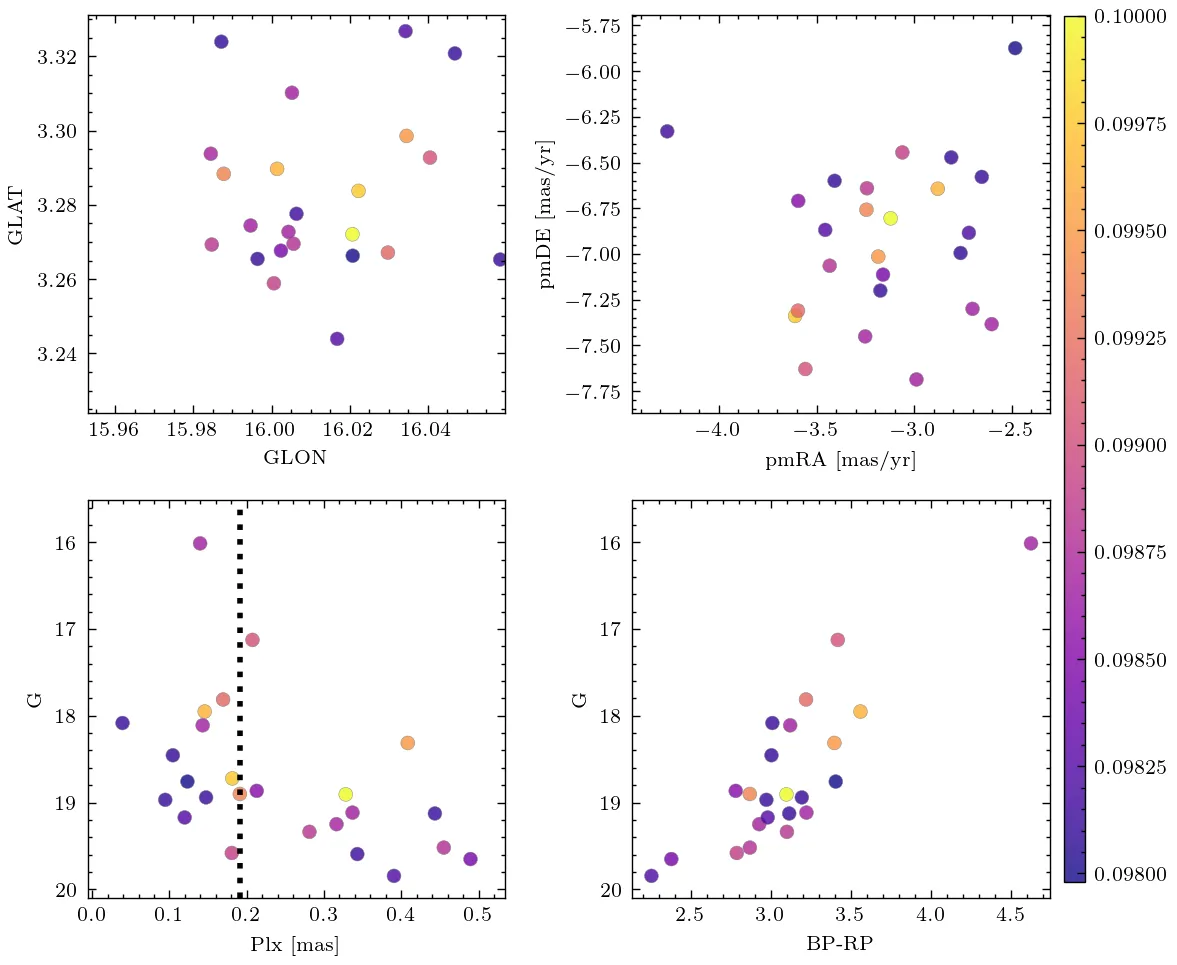 3.32
3.30
3.28
3.26
3.24
GLAT
15.96 15.98 16.00 16.02 16.04
GLON
−5.75
−6.00
−6.25
−6.50
−6.75
−7.00
−7.25
−7.50
−7.75
pmDE [mas/yr]
−4.0 −3.5 −3.0 −2.5
pmRA [mas/yr]
16
17
18
19
20
G
0.0 0.1 0.2 0.3 0.4 0.5
Plx [mas]
16
17
18
19
20
G
2.5 3.0 3.5 4.0 4.5
BP-RP
0.10000
0.09975
0.09950
0.09925
0.09900
0.09875
0.09850
0.09825
0.09800